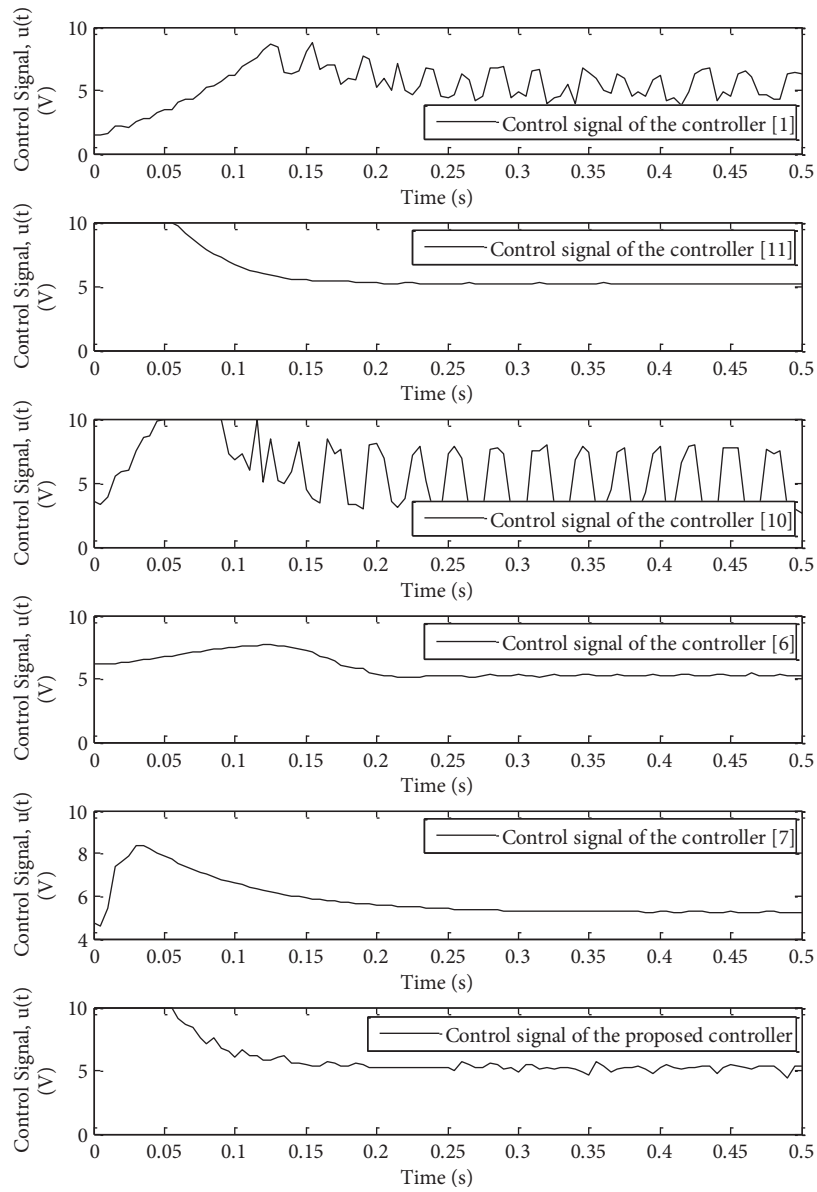 Control Signal, u(t)
(V)
10
5
0
Control signal of the controller [1]
0 0.05 0.1 0.15 0.2 0.25 0.3 0.35 0.4 0.45 0.5
Time (s)
Control Signal, u(t)
(V)
10
5
0
Control signal of the controller [11]
0 0.05 0.1 0.15 0.2 0.25 0.3 0.35 0.4 0.45 0.5
Time (s)
Control Signal, u(t)
(V)
10
5
0
Control signal of the controller [10]
0 0.05 0.1 0.15 0.2 0.25 0.3 0.35 0.4 0.45 0.5
Time (s)
Control Signal, u(t)
(V)
10
5
0
Control signal of the controller [6]
0 0.05 0.1 0.15 0.2 0.25 0.3 0.35 0.4 0.45 0.5
Time (s)
Control Signal, u(t)
(V)
10
8
6
4
Control signal of the controller [7]
0 0.05 0.1 0.15 0.2 0.25 0.3 0.35 0.4 0.45 0.5
Time (s)
Control Signal, u(t)
(V)
10
5
0
Control signal of the proposed controller
0 0.05 0.1 0.15 0.2 0.25 0.3 0.35 0.4 0.45 0.5
Time (s)